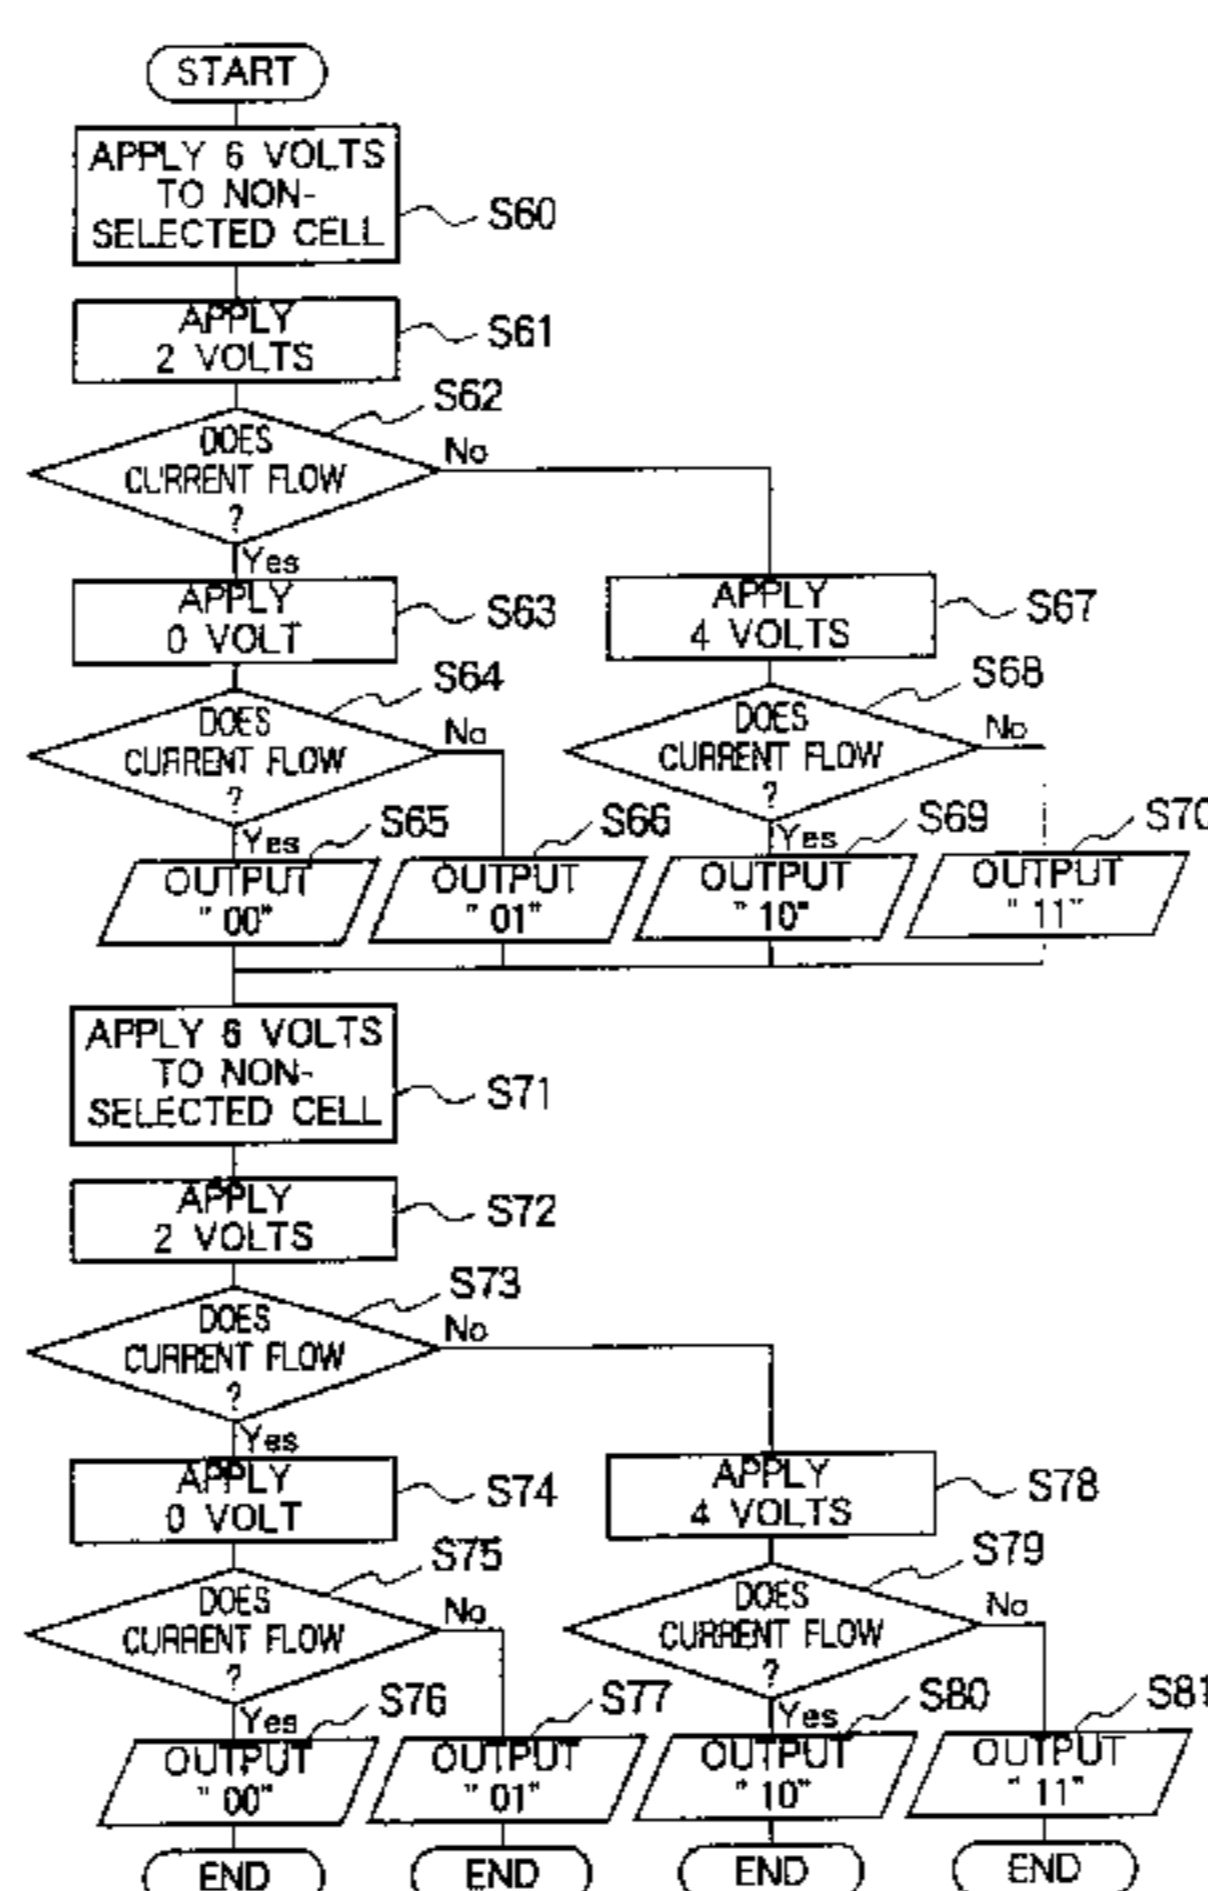 START
APPLY 6 VOLTS
TO NON-
SELECTED CELL
S60
APPLY
2 VOLTS
S61
S62
DOES
CURRENT FLOW
?
No
Yes
APPLY
0 VOLT
S63
APPLY
4 VOLTS
S67
S64
DOES
CURRENT FLOW
?
No
Yes
S68
DOES
CURRENT FLOW
?
No
Yes
S65
OUTPUT
"00"
S66
OUTPUT
"01"
S69
OUTPUT
"10"
S70
OUTPUT
"11"
APPLY 6 VOLTS
TO NON-
SELECTED CELL
S71
APPLY
2 VOLTS
S72
S73
DOES
CURRENT FLOW
?
No
Yes
APPLY
0 VOLT
S74
APPLY
4 VOLTS
S78
S75
DOES
CURRENT FLOW
?
No
Yes
S79
DOES
CURRENT FLOW
?
No
Yes
S76
OUTPUT
"00"
S77
OUTPUT
"01"
S80
OUTPUT
"10"
S81
OUTPUT
"11"
END
END
END
END